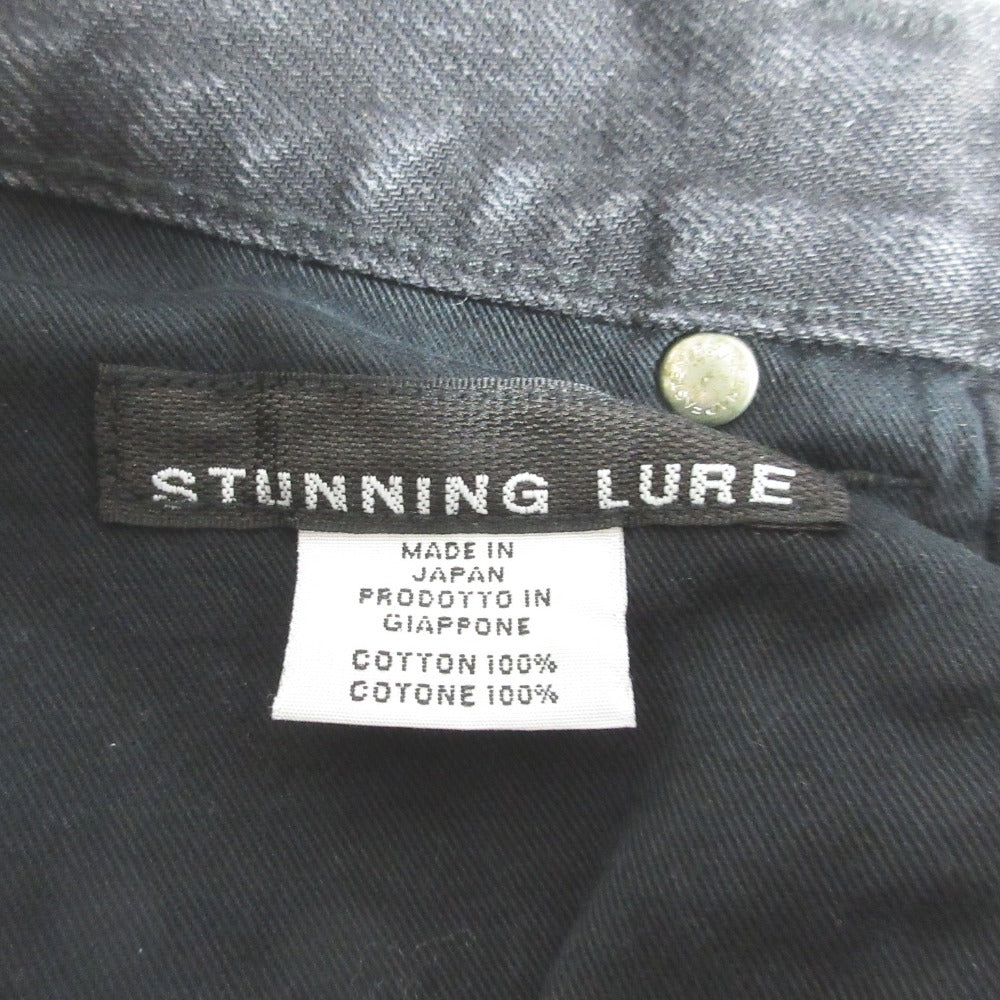 STUNNING LURE
MADE IN
JAPAN
PRODOTTO IN
GIAPPONE
COTTON 100%
COTONE 100%